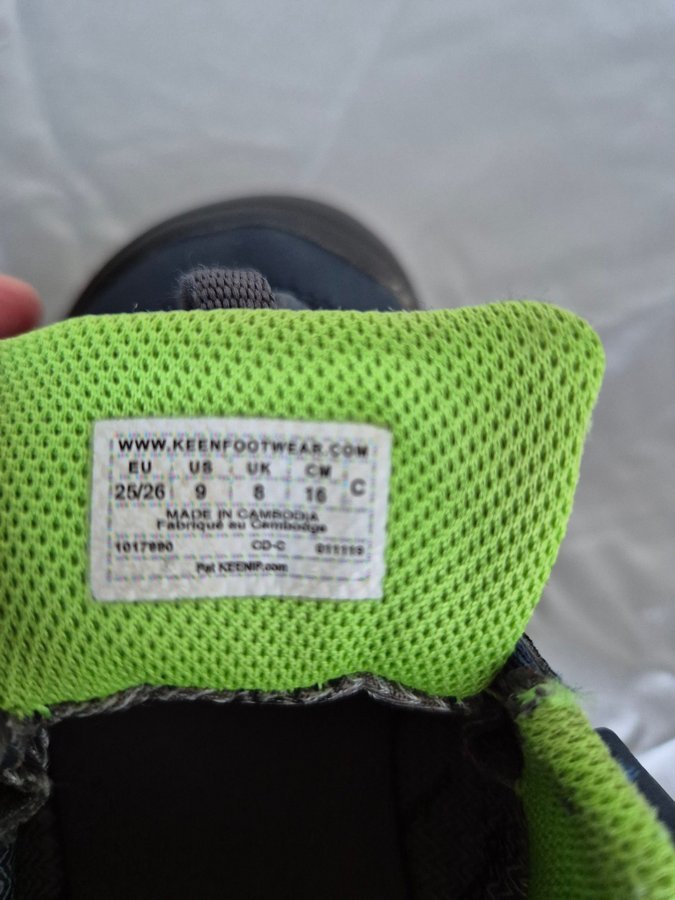 WWW.KEENFOOTWEAR.COM
EU US UK CM
25/26 9 8 16 C
MADE IN CAMBODIA
Fabriqué au Cambodge
CD-C
Pat KEENIP.com